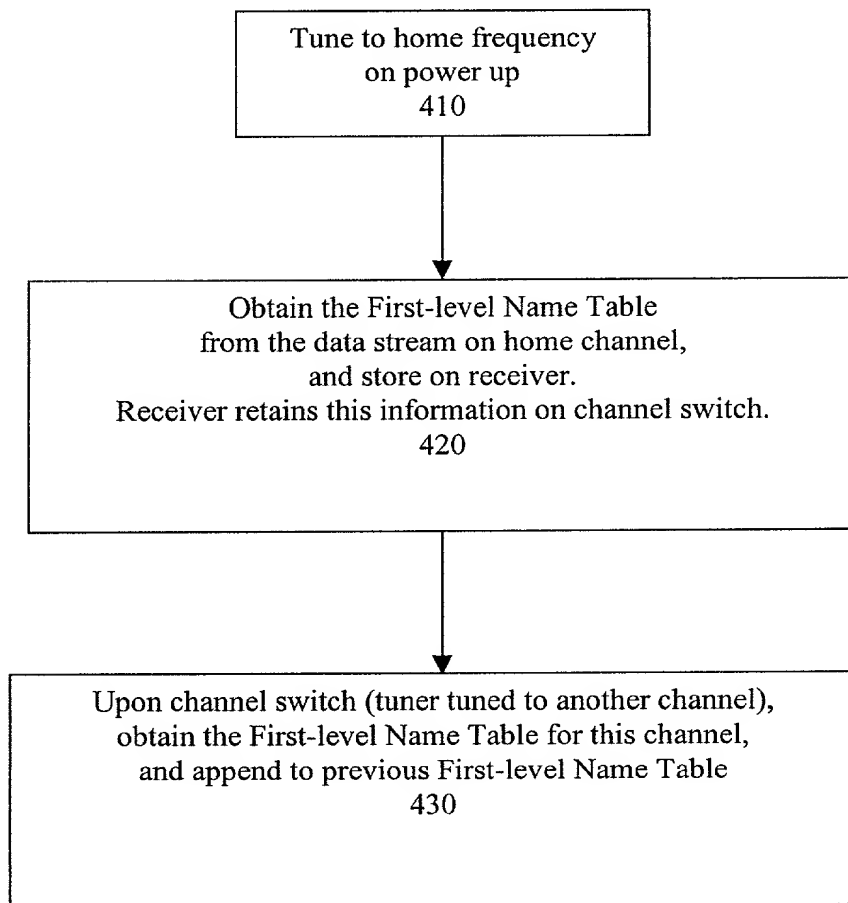 Tune to home frequency
on power up
410
Obtain the First-level Name Table
from the data stream on home channel,
and store on receiver.
Receiver retains this information on channel switch.
420
Upon channel switch (tuner tuned to another channel),
obtain the First-level Name Table for this channel,
and append to previous First-level Name Table
430